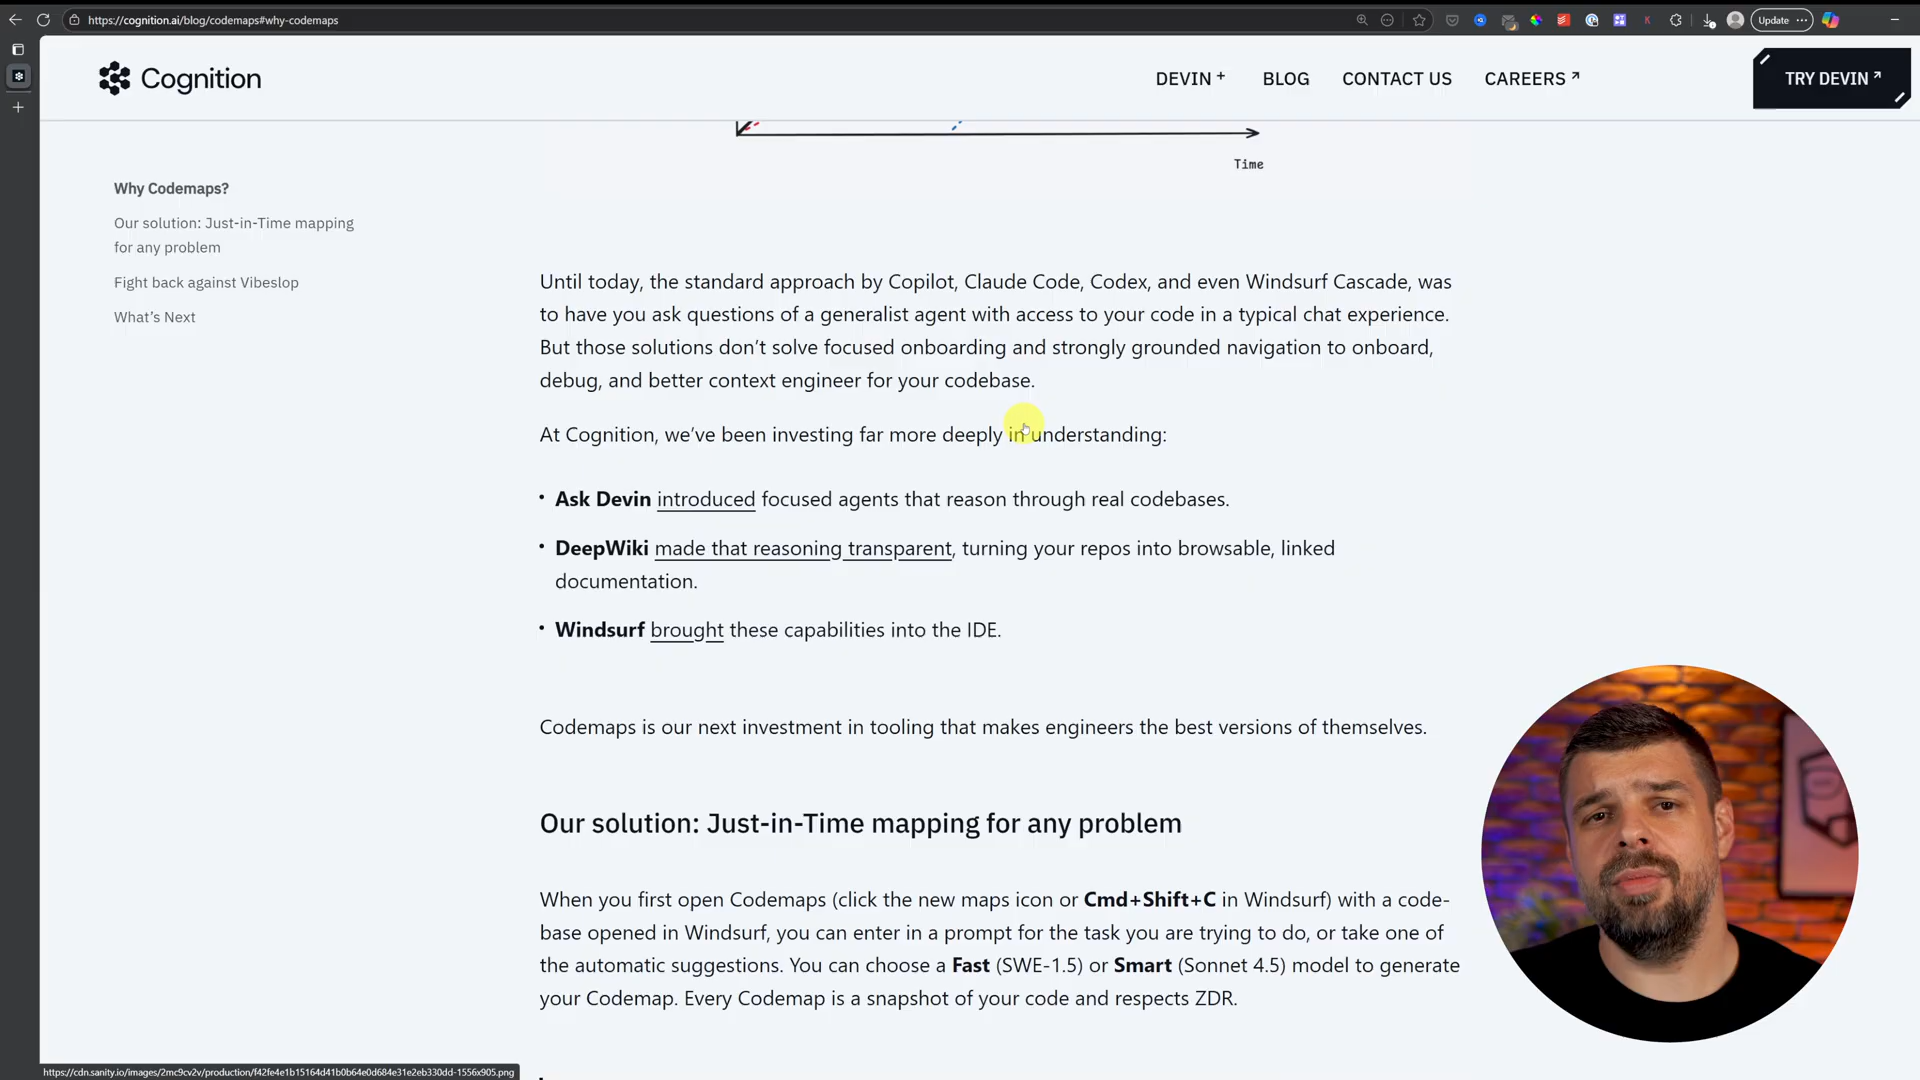 https://cognition.ai/blog/codemaps#why-codemaps
Update
Cognition
DEVIN +
BLOG
CONTACT US
CAREERS ↗
TRY DEVIN ↗
Time
Why Codemaps?
Our solution: Just-in-Time mapping
for any problem
Fight back against Vibeslop
What’s Next
Until today, the standard approach by Copilot, Claude Code, Codex, and even Windsurf Cascade, was
to have you ask questions of a generalist agent with access to your code in a typical chat experience.
But those solutions don’t solve focused onboarding and strongly grounded navigation to onboard,
debug, and better context engineer for your codebase.
At Cognition, we’ve been investing far more deeply in understanding:
• Ask Devin introduced focused agents that reason through real codebases.
• DeepWiki made that reasoning transparent, turning your repos into browsable, linked
documentation.
• Windsurf brought these capabilities into the IDE.
Codemaps is our next investment in tooling that makes engineers the best versions of themselves.
Our solution: Just-in-Time mapping for any problem
When you first open Codemaps (click the new maps icon or Cmd+Shift+C in Windsurf) with a code-
base opened in Windsurf, you can enter in a prompt for the task you are trying to do, or take one of
the automatic suggestions. You can choose a Fast (SWE-1.5) or Smart (Sonnet 4.5) model to generate
your Codemap. Every Codemap is a snapshot of your code and respects ZDR.
https://cdn.sanity.io/images/2mc9cv2v/production/f42fe4e1b15164d41b0b64e0d684e31e2eb330dd-1556x905.png